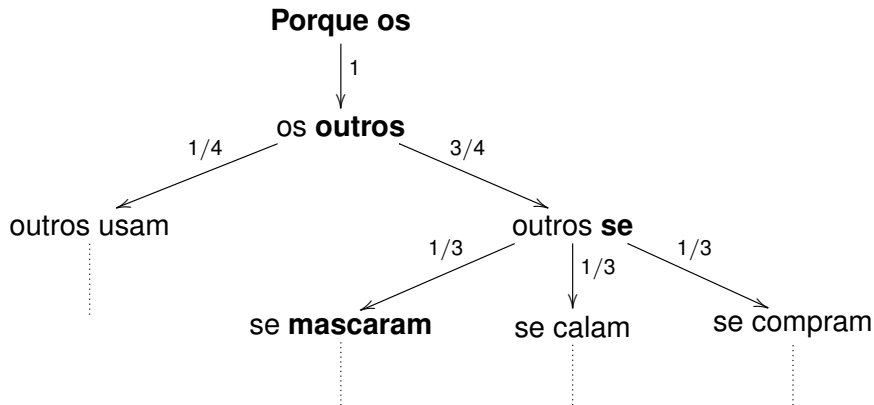 Porque os
1
os outros
1/4
3/4
outros usam
outros se
1/3
1/3
1/3
se mascaram
se calam
se compram